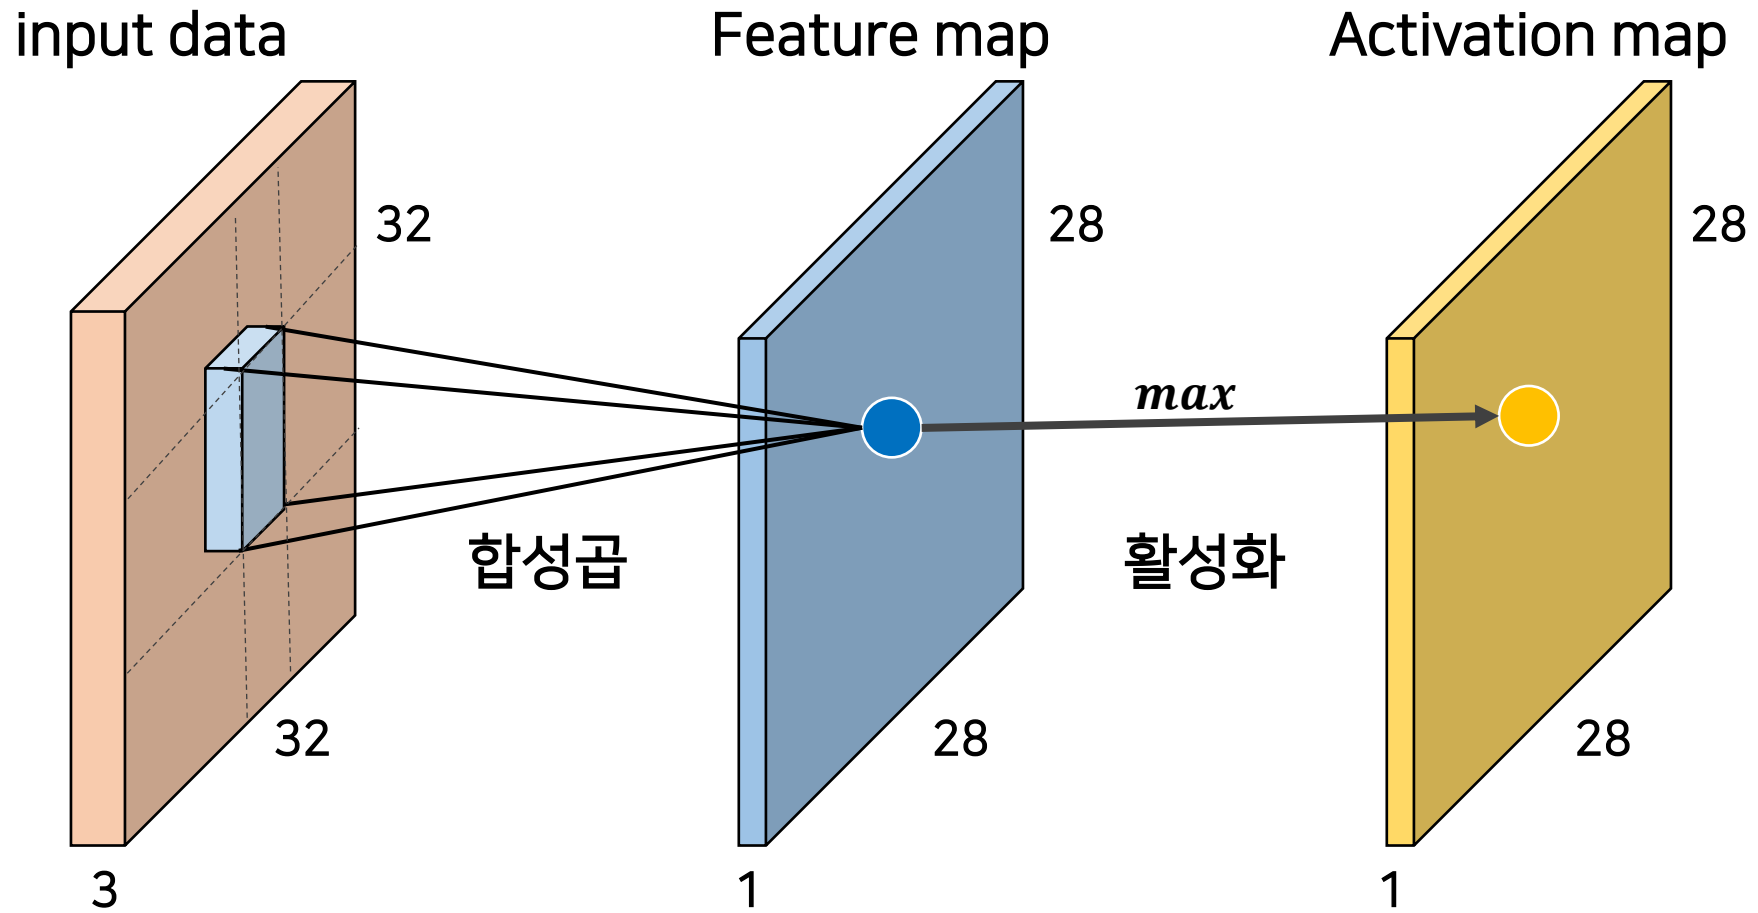 input data
Feature map
Activation map
32
28
28
max
합성곱
활성화
32
28
28
3
1
1